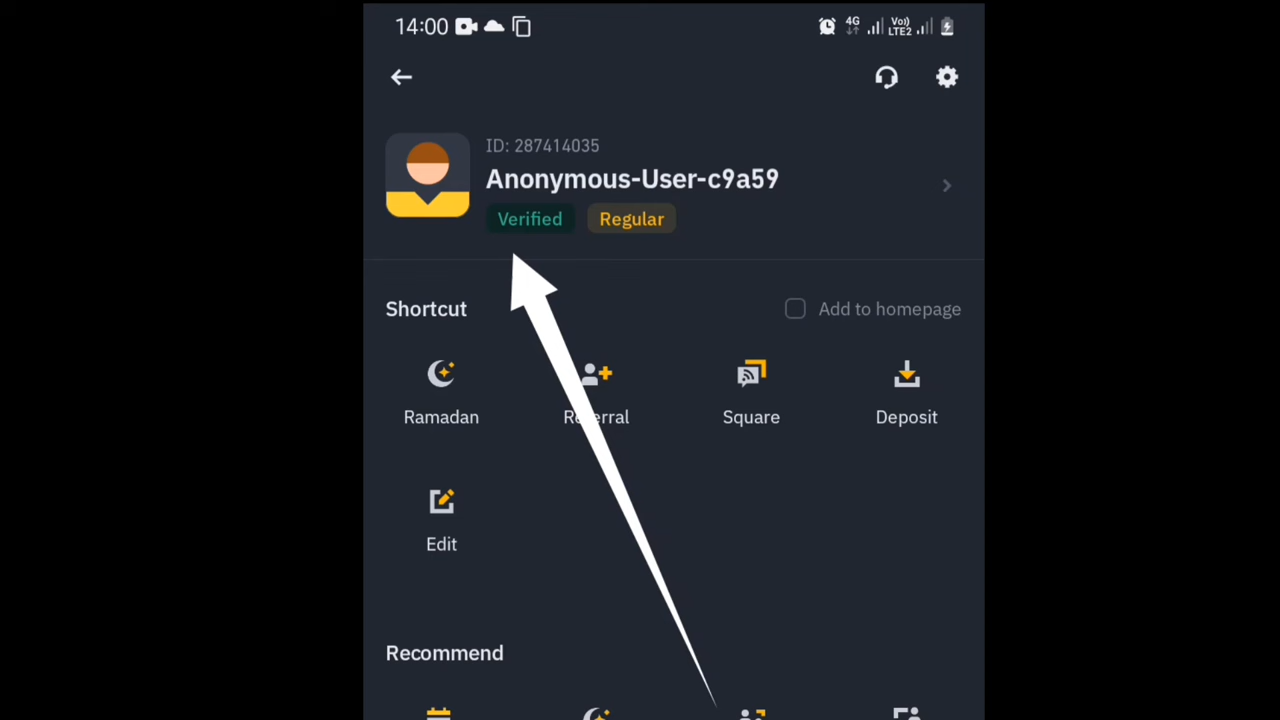 14:00
4G
Vo)) LTE2
ID: 287414035
Anonymous-User-c9a59
Verified Regular
Shortcut Add to homepage
Ramadan Referral Square Deposit
Edit
Recommend